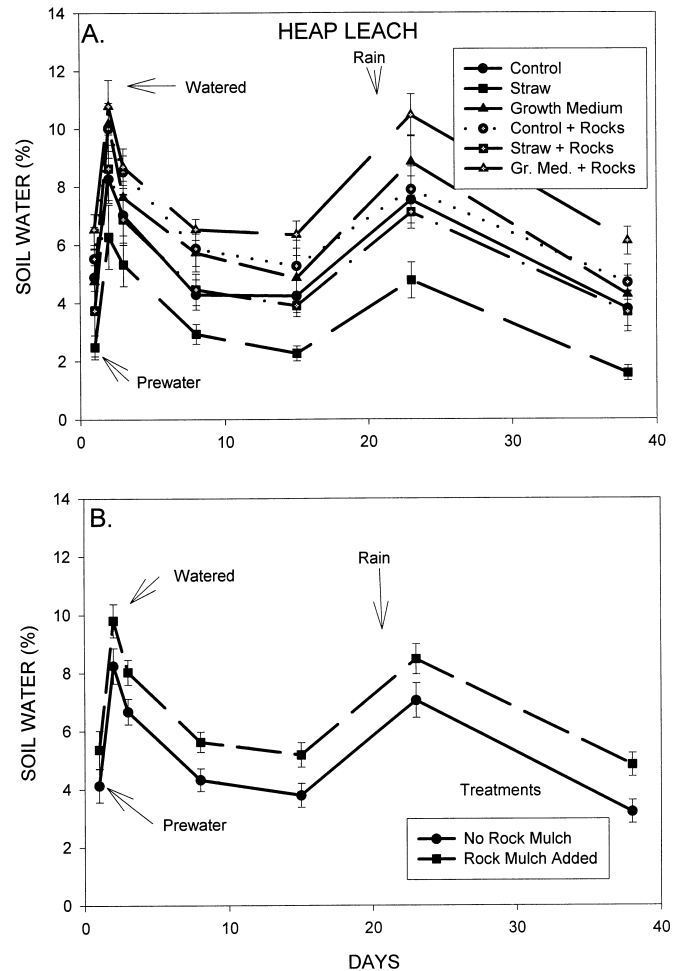 A.
HEAP LEACH
Watered
Rain
Prewater
Control
Straw
Growth Medium
Control + Rocks
Straw + Rocks
Gr. Med. + Rocks
SOIL WATER (%)
14
12
10
8
6
4
2
0
0 10 20 30 40
B.
Watered
Rain
Prewater
Treatments
No Rock Mulch
Rock Mulch Added
SOIL WATER (%)
14
12
10
8
6
4
2
0
0 10 20 30 40
DAYS